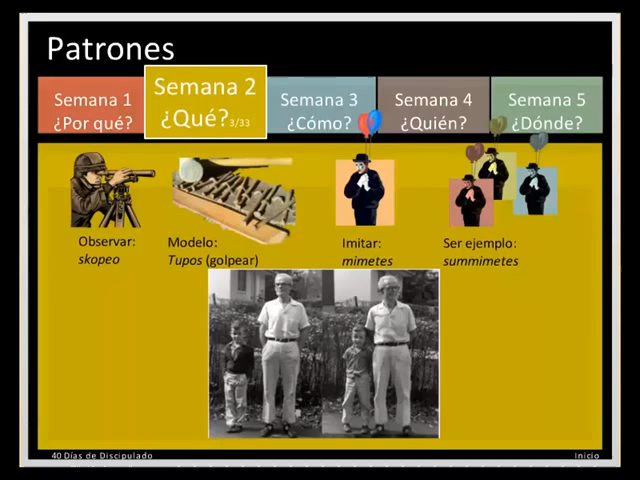 Patrones
Semana 1
¿Por qué?
Semana 2
¿Qué?3/33
Semana 3
¿Cómo?
Semana 4
¿Quién?
Semana 5
¿Dónde?
Observar:
skopeo
Modelo:
Tupos (golpear)
Imitar:
mimetes
Ser ejemplo:
summimetes
40 Días de Discipulado
Inicio